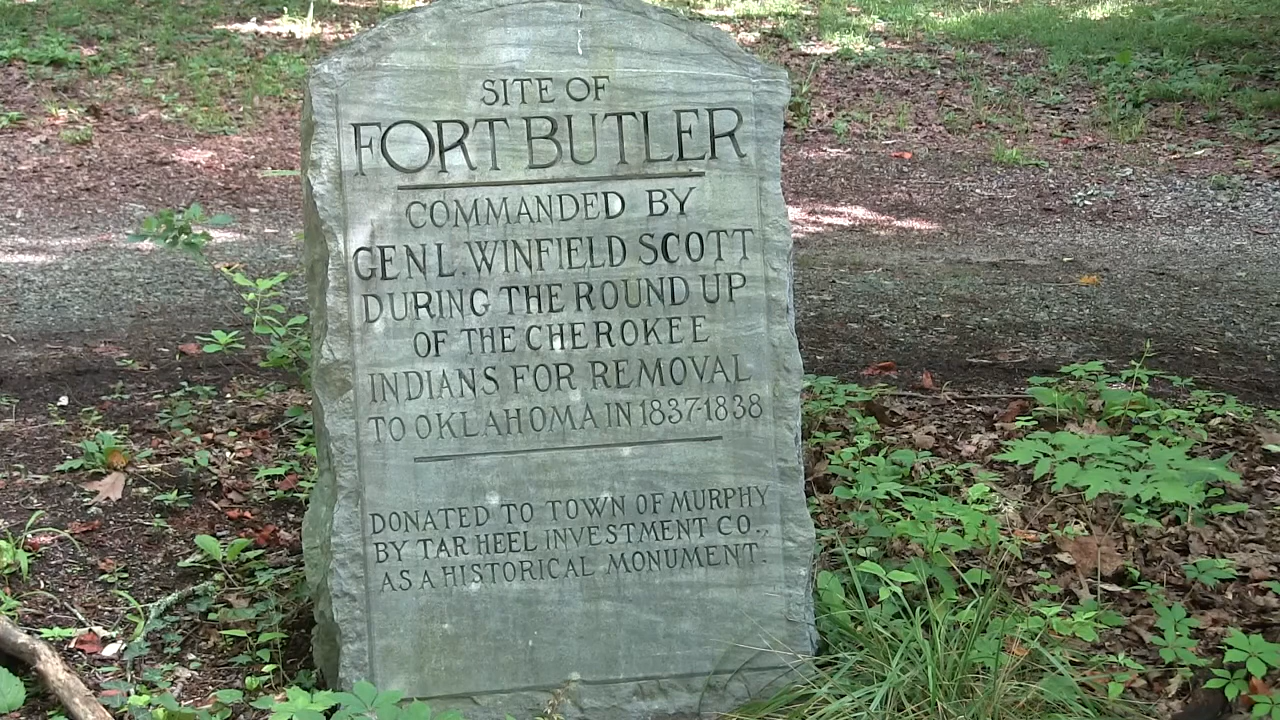 SITE OF
FORT BUTLER
COMMANDED BY
GENL. WINFIELD SCOTT
DURING THE ROUND UP
OF THE CHEROKEE
INDIANS FOR REMOVAL
TO OKLAHOMA IN 1837-1838
DONATED TO TOWN OF MURPHY
BY TAR HEEL INVESTMENT CO.,
AS A HISTORICAL MONUMENT.